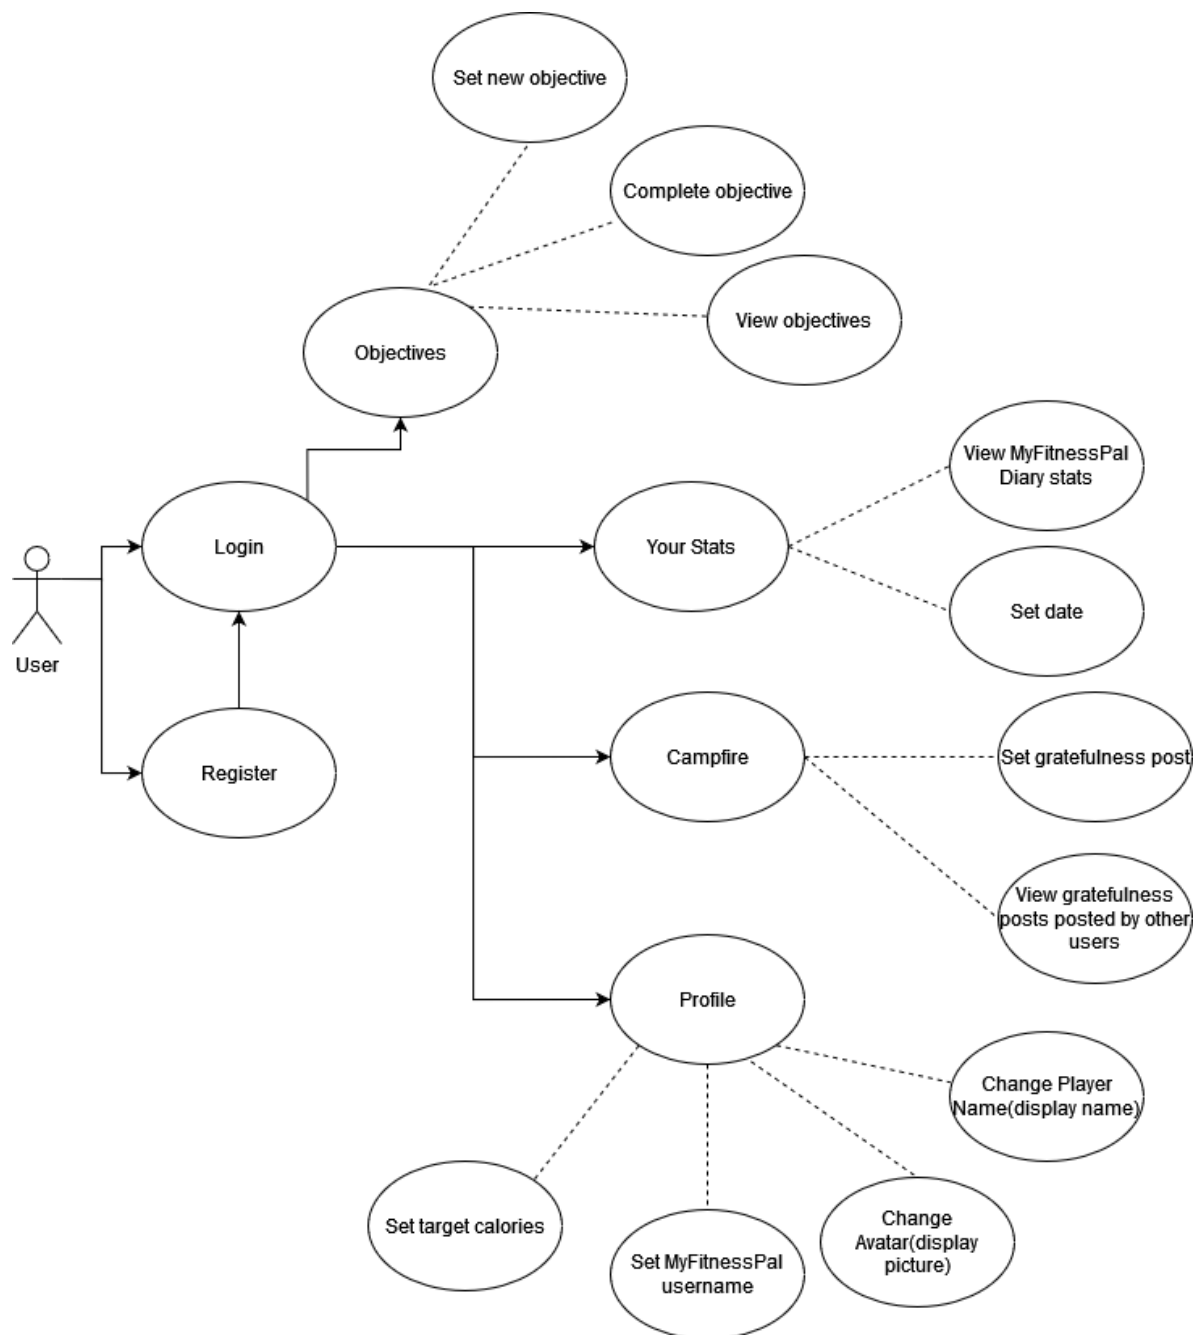 Set new objective
Complete objective
View objectives
Objectives
View MyFitnessPal
Diary stats
Login
Your Stats
Set date
User
Register
Campfire
Set gratefulness post
View gratefulness
posts posted by other
users
Profile
Change Player
Name(display name)
Set target calories
Set MyFitnessPal
username
Change
Avatar(display
picture)